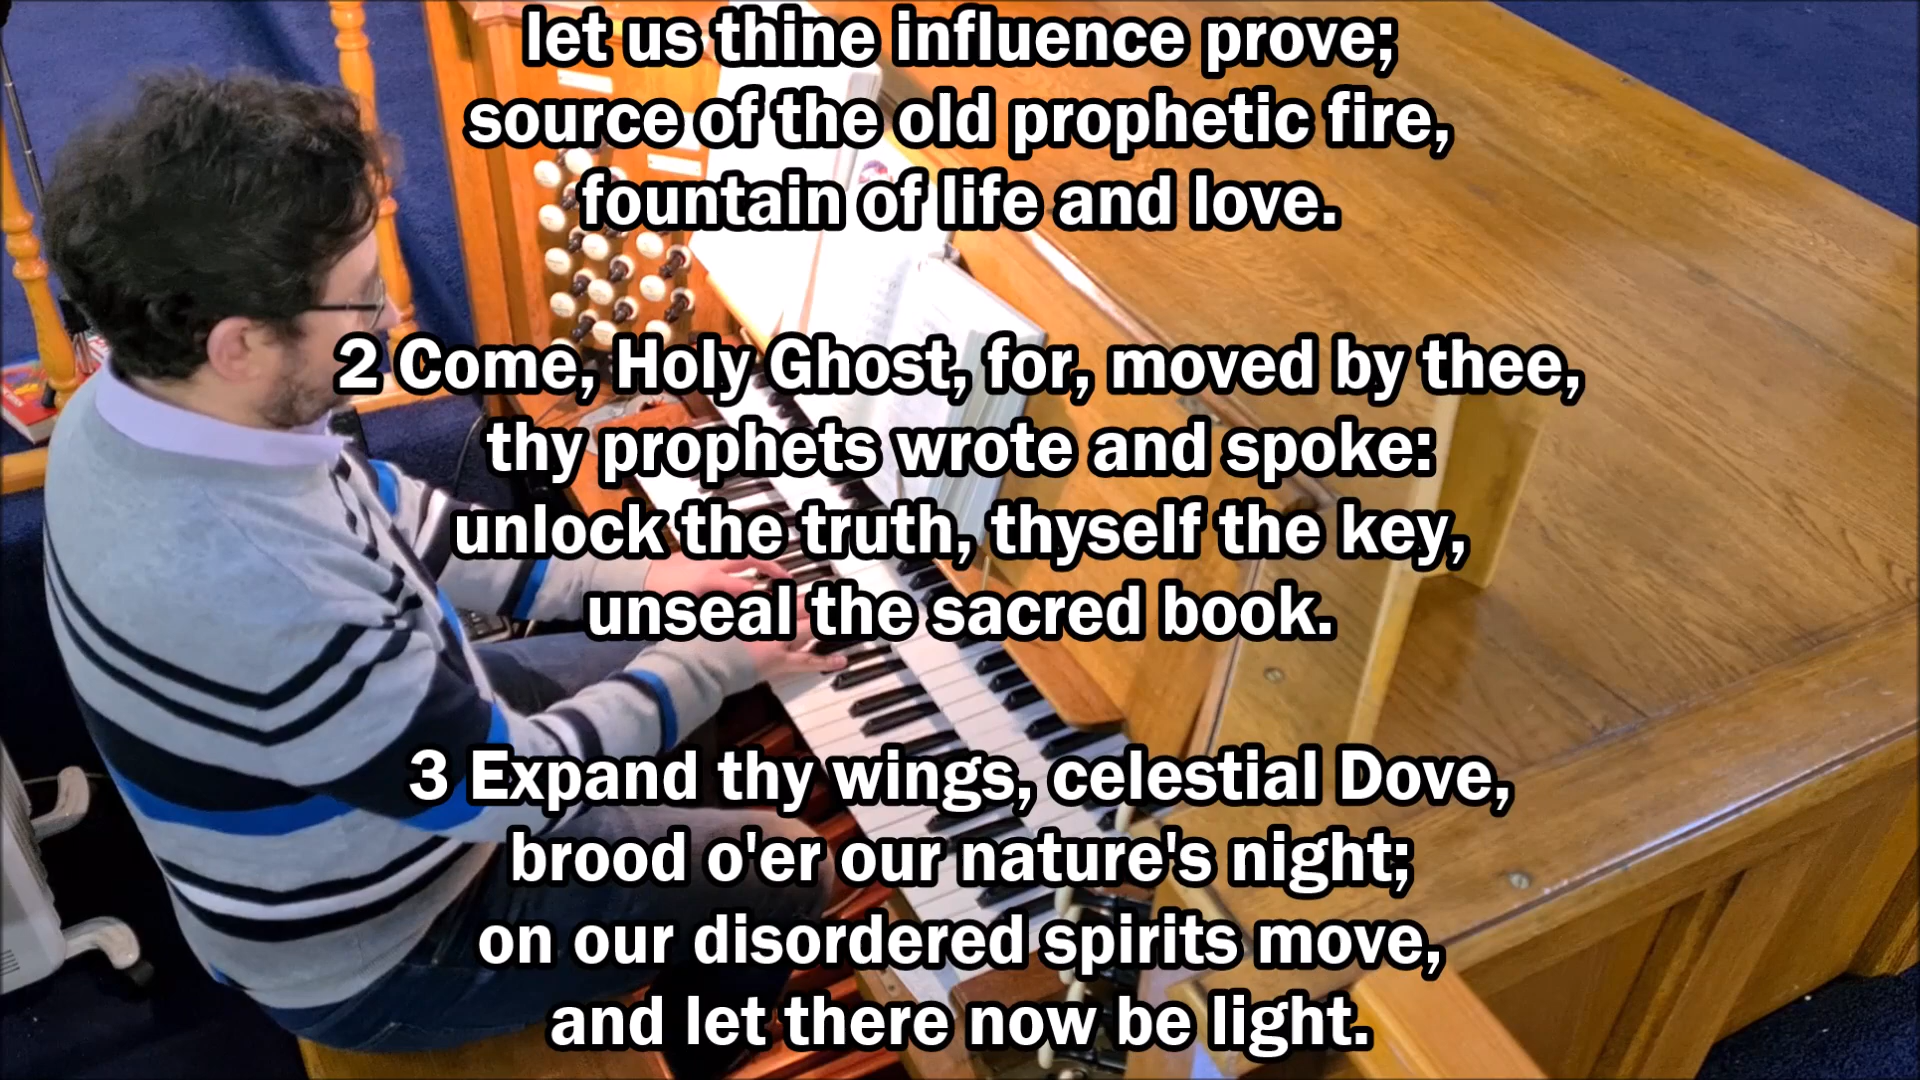 let us thine influence prove;
source of the old prophetic fire,
fountain of life and love.
2 Come, Holy Ghost, for, moved by thee,
thy prophets wrote and spoke:
unlock the truth, thyself the key,
unseal the sacred book.
3 Expand thy wings, celestial Dove,
brood o'er our nature's night;
on our disordered spirits move,
and let there now be light.